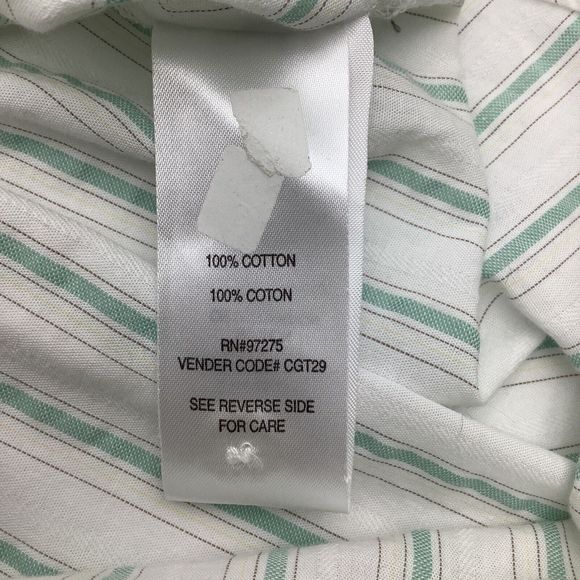 100% COTTON
100% COTON
RN#97275
VENDER CODE# CGT29
SEE REVERSE SIDE
FOR CARE